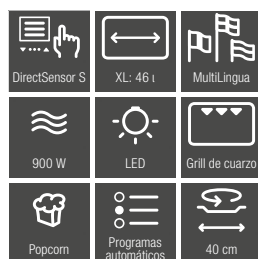 DirectSensor S
XL: 46 ι
MultiLingua
900 W
LED
Grill de cuarzo
Popcorn
Programas
automáticos
40 cm